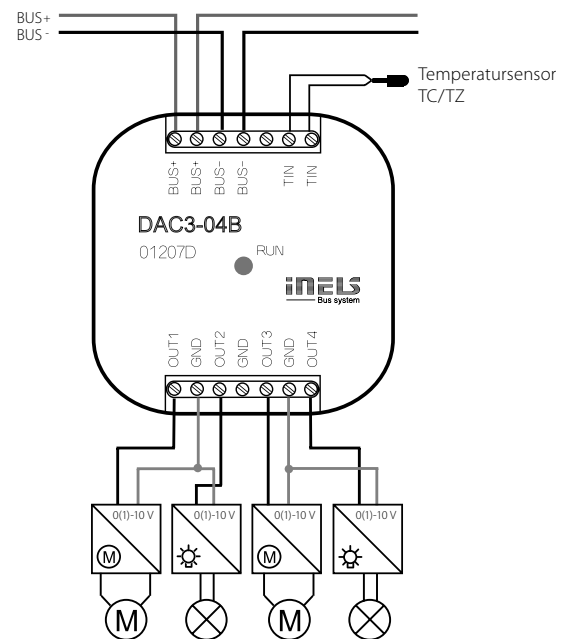 BUS+
BUS -
Temperatursensor
TC/TZ
BUS+
BUS+
BUS-
BUS-
TIN
TIN
DAC3-04B
01207D
RUN
iNELS
Bus system
OUT1
GND
OUT2
GND
OUT3
GND
OUT4
0(1)-10 V
0(1)-10 V
0(1)-10 V
0(1)-10 V
M
M
M
M